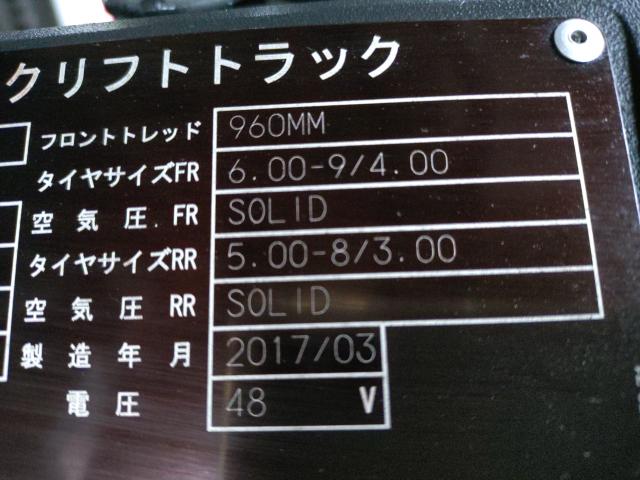 クリフトトラック
フロントトレッド 960MM
タイヤサイズFR 6.00-9/4.00
空気圧.FR SOLID
タイヤサイズRR 5.00-8/3.00
空気圧 RR SOLID
製造年月 2017/03
電圧 48 V